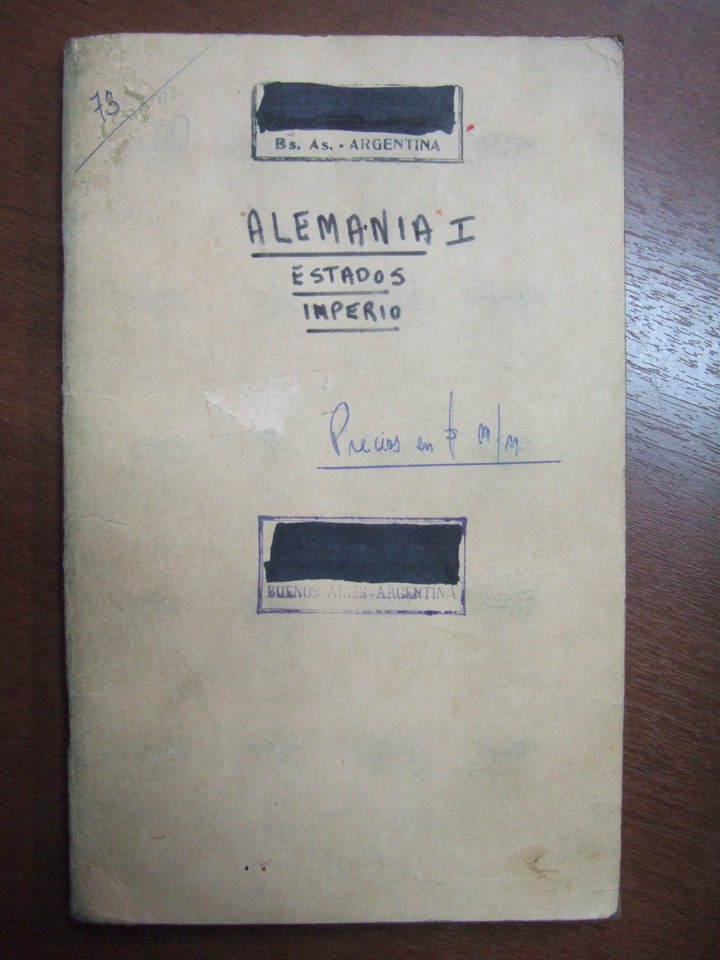 73
Bs. As. - ARGENTINA
ALEMANIA I
ESTADOS
IMPERIO
Precios en $ m/n
BUENOS AIRES-ARGENTINA